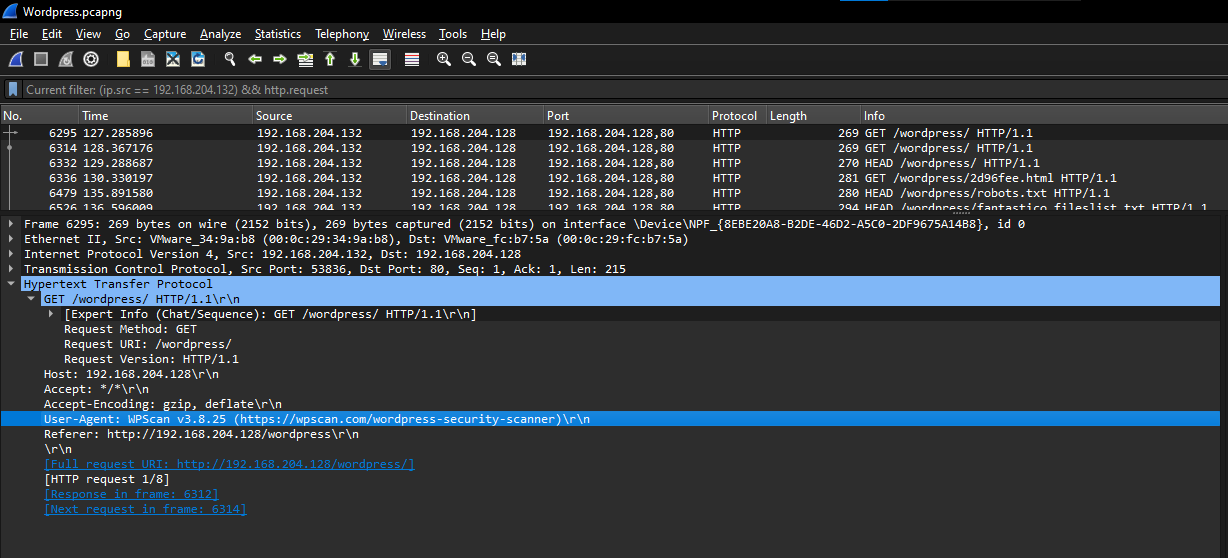 Wordpress.pcapng
File Edit View Go Capture Analyze Statistics Telephony Wireless Tools Help
Current filter: (ip.src == 192.168.204.132) && http.request
No. Time Source Destination Port Protocol Length Info
6295 127.285896 192.168.204.132 192.168.204.128 192.168.204.128,80 HTTP 269 GET /wordpress/ HTTP/1.1
6314 128.367176 192.168.204.132 192.168.204.128 192.168.204.128,80 HTTP 269 GET /wordpress/ HTTP/1.1
6332 129.288687 192.168.204.132 192.168.204.128 192.168.204.128,80 HTTP 270 HEAD /wordpress/ HTTP/1.1
6336 130.330197 192.168.204.132 192.168.204.128 192.168.204.128,80 HTTP 281 GET /wordpress/2d96fee.html HTTP/1.1
6479 135.891580 192.168.204.132 192.168.204.128 192.168.204.128,80 HTTP 280 HEAD /wordpress/robots.txt HTTP/1.1
6526 136.596009 192.168.204.132 192.168.204.128 192.168.204.128,80 HTTP 294 HEAD /wordpress/fantastico_fileslist.txt HTTP/1.1
Frame 6295: 269 bytes on wire (2152 bits), 269 bytes captured (2152 bits) on interface \Device\NPF_{8EBE20A8-B2DE-46D2-A5C0-2DF9675A14B8}, id 0
Ethernet II, Src: VMware_34:9a:b8 (00:0c:29:34:9a:b8), Dst: VMware_fc:b7:5a (00:0c:29:fc:b7:5a)
Internet Protocol Version 4, Src: 192.168.204.132, Dst: 192.168.204.128
Transmission Control Protocol, Src Port: 53836, Dst Port: 80, Seq: 1, Ack: 1, Len: 215
Hypertext Transfer Protocol
GET /wordpress/ HTTP/1.1\r\n
[Expert Info (Chat/Sequence): GET /wordpress/ HTTP/1.1\r\n]
Request Method: GET
Request URI: /wordpress/
Request Version: HTTP/1.1
Host: 192.168.204.128\r\n
Accept: */*\r\n
Accept-Encoding: gzip, deflate\r\n
User-Agent: WPScan v3.8.25 (https://wpscan.com/wordpress-security-scanner)\r\n
Referer: http://192.168.204.128/wordpress\r\n
\r\n
[Full request URI: http://192.168.204.128/wordpress/]
[HTTP request 1/8]
[Response in frame: 6312]
[Next request in frame: 6314]